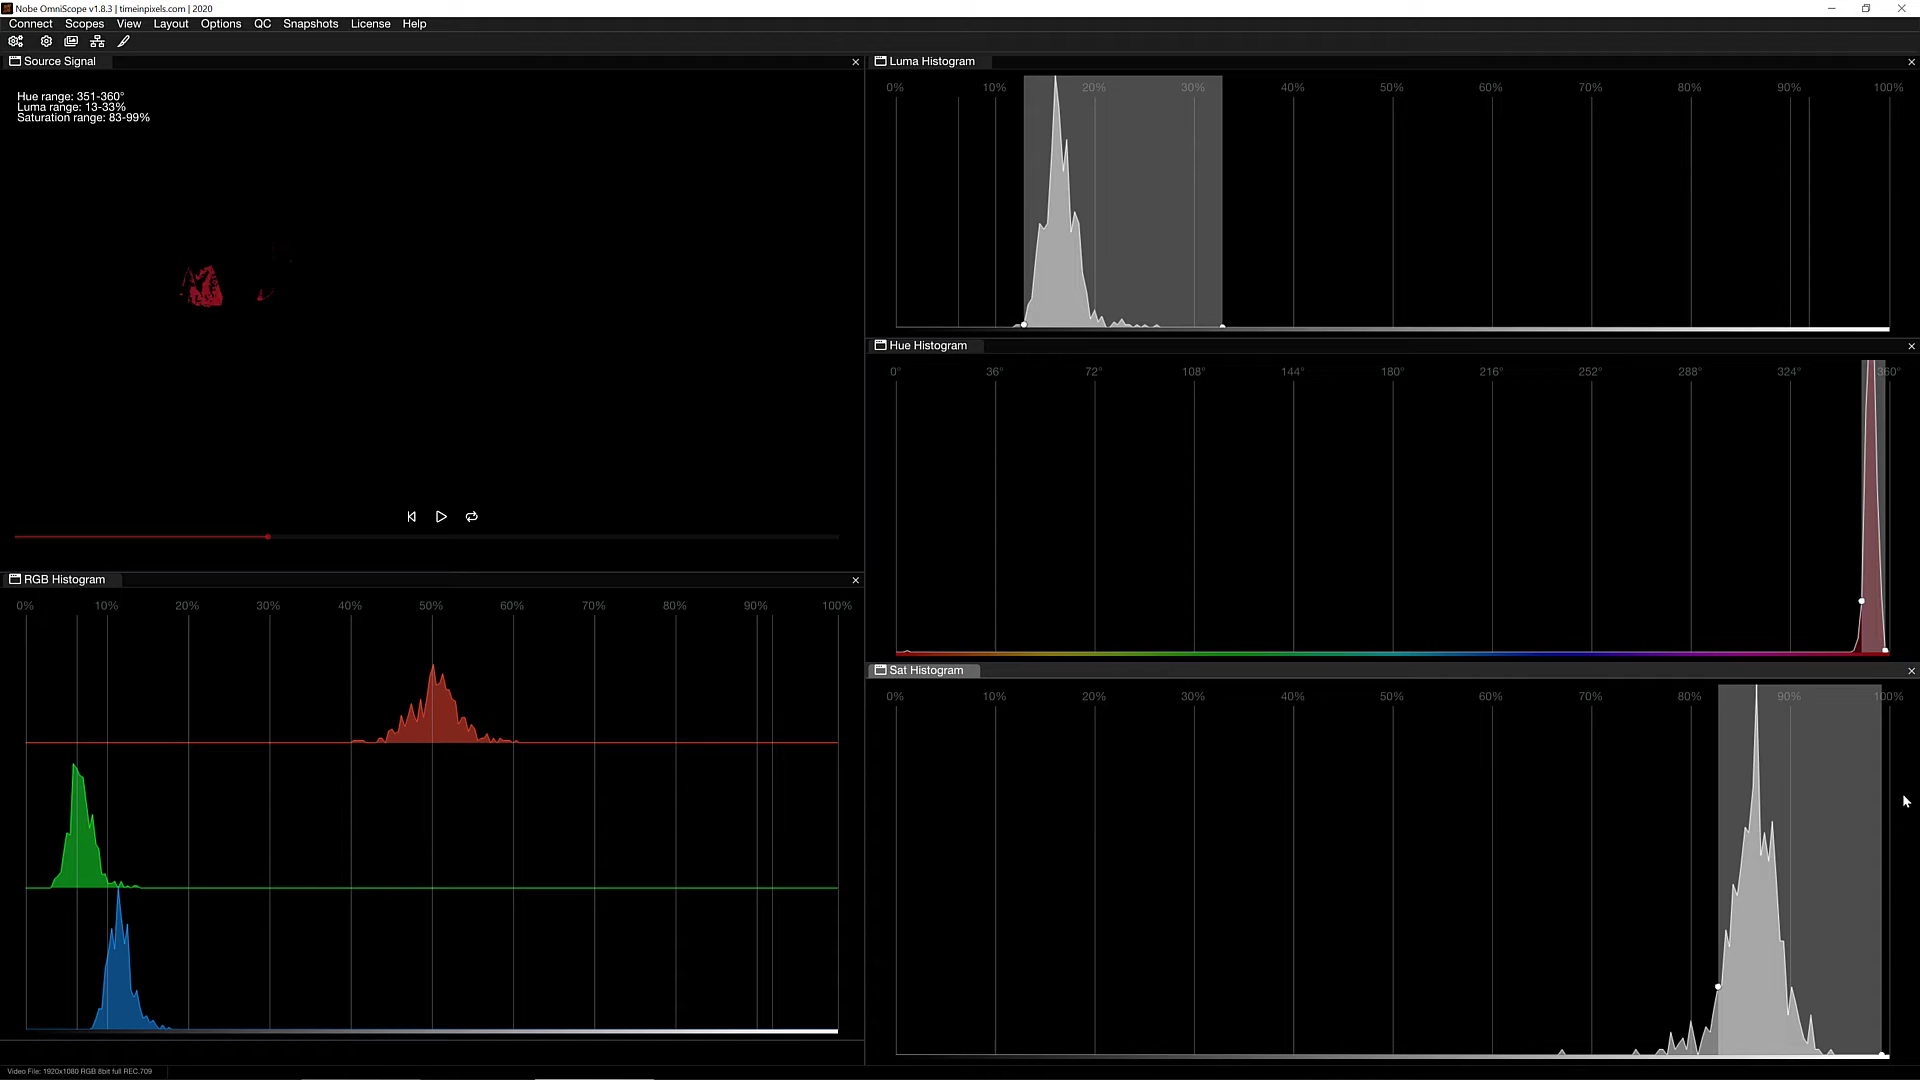 Nobe OmniScope v1.8.3 | timeinpixels.com | 2020
Connect Scopes View Layout Options QC Snapshots License Help
Source Signal
Hue range: 351-360°
Luma range: 13-33%
Saturation range: 83-99%
RGB Histogram
0% 10% 20% 30% 40% 50% 60% 70% 80% 90% 100%
Luma Histogram
0% 10% 20% 30% 40% 50% 60% 70% 80% 90% 100%
Hue Histogram
0° 36° 72° 108° 144° 180° 216° 252° 288° 324° 360°
Sat Histogram
0% 10% 20% 30% 40% 50% 60% 70% 80% 90% 100%
Video File: 1920x1080 RGB 8bit full REC.709